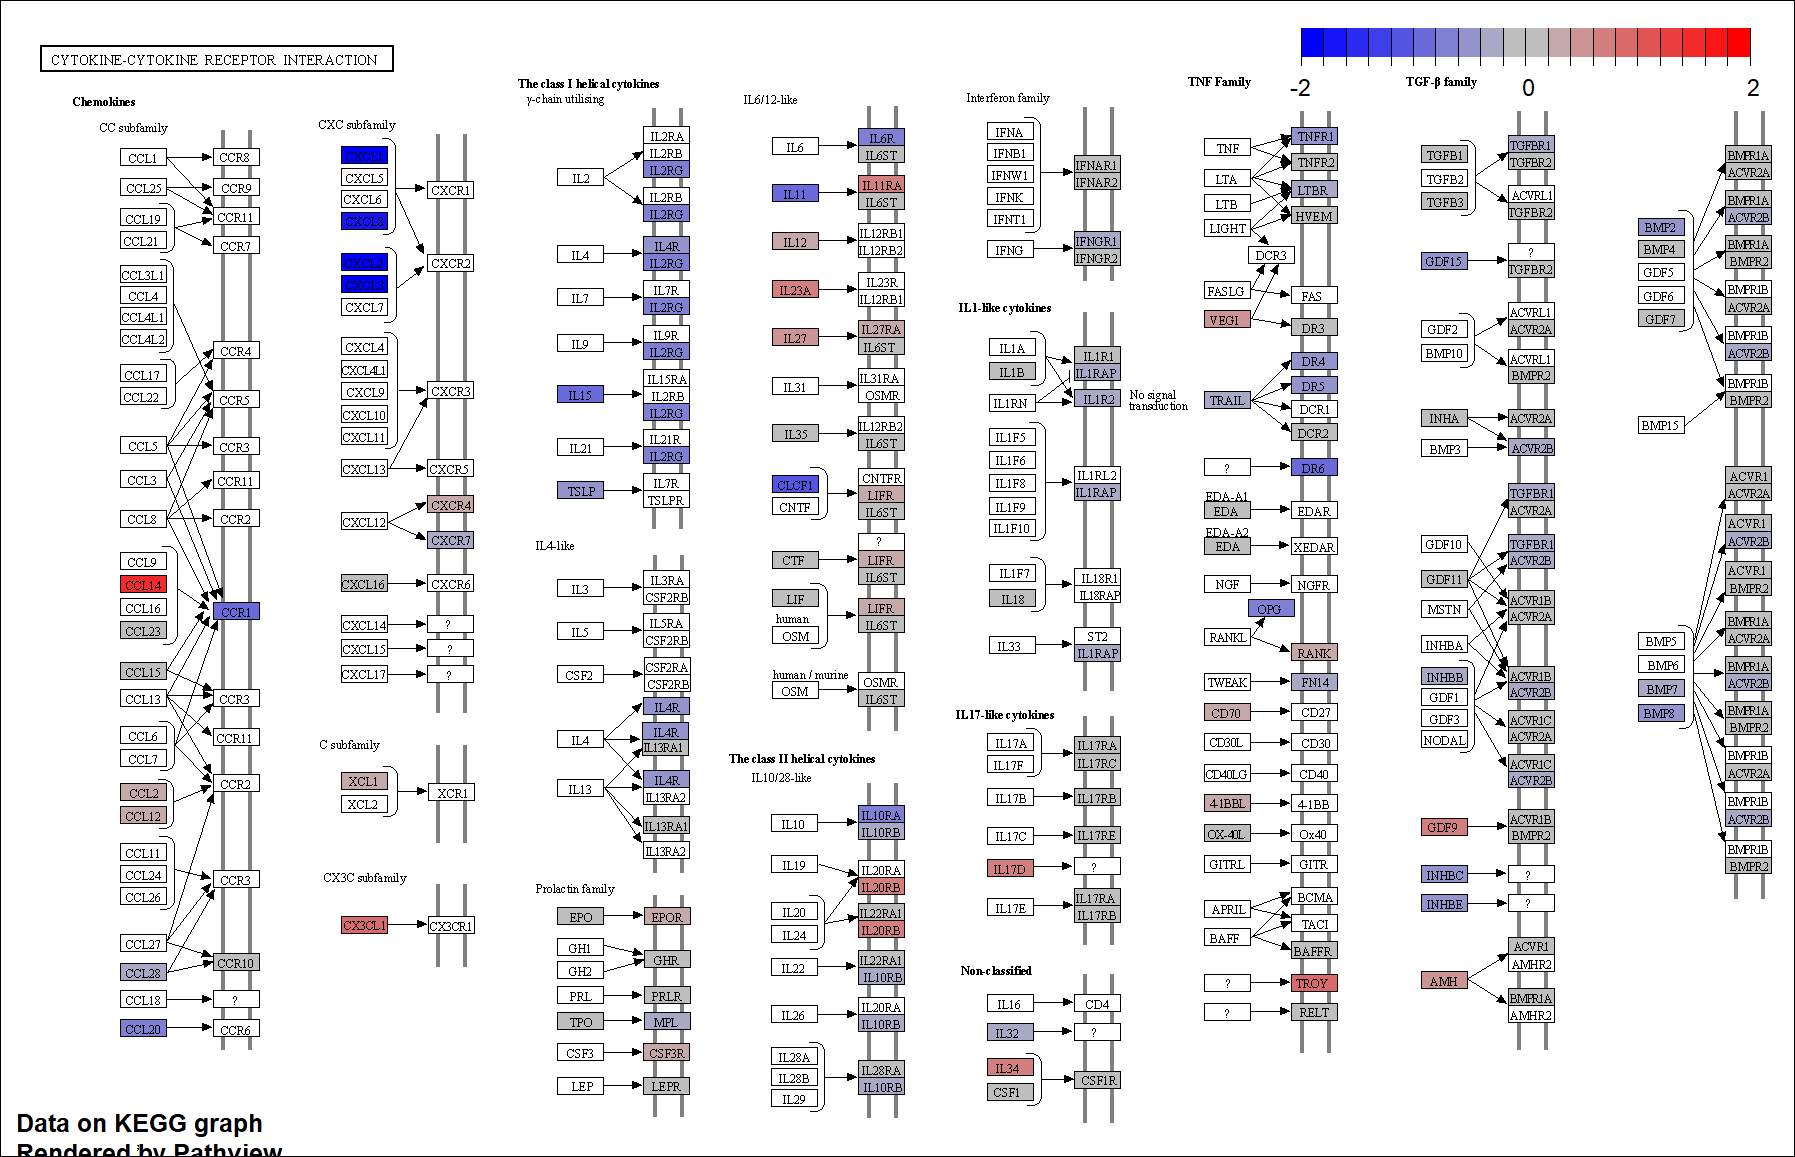 CYTOKINE-CYTOKINE RECEPTOR INTERACTION
-2
0
2
Chemokines
CC subfamily
CCL1
CCR8
CCL25
CCR9
CCL19
CCR11
CCL21
CCR7
CCL3L1
CCL4
CCL4L1
CCL4L2
CCR4
CCL17
CCL22
CCR5
CCL5
CCR3
CCL3
CCR11
CCL8
CCR2
CCL9
CCL14
CCL16
CCR1
CCL23
CCL15
CCL13
CCR3
CCL6
CCR11
CCL7
CCR2
CCL2
CCL12
CCL11
CCL24
CCR3
CCL26
CCL27
CCR10
CCL28
CCL18
?
CCL20
CCR6
CXC subfamily
CXCL1
CXCL5
CXCR1
CXCL6
CXCL8
CXCL2
CXCR2
CXCL3
CXCL7
CXCL4
CXCL4L1
CXCL9
CXCR3
CXCL10
CXCL11
CXCL13
CXCR5
CXCR4
CXCL12
CXCR7
CXCL16
CXCR6
CXCL14
?
CXCL15
?
CXCL17
?
C subfamily
XCL1
XCR1
XCL2
CX3C subfamily
CX3CL1
CX3CR1
The class I helical cytokines
γ-chain utilising
IL2RA
IL2RB
IL2
IL2RG
IL2RB
IL2RG
IL4
IL4R
IL2RG
IL7
IL7R
IL2RG
IL9
IL9R
IL2RG
IL15
IL15RA
IL2RB
IL2RG
IL21
IL21R
IL2RG
TSLP
IL7R
TSLPR
IL4-like
IL3
IL3RA
CSF2RB
IL5
IL5RA
CSF2RB
CSF2
CSF2RA
CSF2RB
IL4R
IL4
IL4R
IL13RA1
IL13
IL4R
IL13RA2
IL13RA1
IL13RA2
Prolactin family
EPO
EPOR
GH1
GHR
GH2
PRL
PRLR
TPO
MPL
CSF3
CSF3R
LEP
LEPR
IL6/12-like
IL6
IL6R
IL6ST
IL11
IL11RA
IL6ST
IL12
IL12RB1
IL12RB2
IL23A
IL23R
IL12RB1
IL27
IL27RA
IL6ST
IL31
IL31RA
OSMR
IL35
IL12RB2
IL6ST
CLCF1
CNTFR
LIFR
CNTF
IL6ST
?
CTF
LIFR
IL6ST
LIF
LIFR
human
OSM
IL6ST
human / murine
OSM
OSMR
IL6ST
The class II helical cytokines
IL10/28-like
IL10
IL10RA
IL10RB
IL19
IL20RA
IL20RB
IL20
IL22RA1
IL24
IL20RB
IL22
IL22RA1
IL10RB
IL26
IL20RA
IL10RB
IL28A
IL28B
IL28RA
IL29
IL10RB
Interferon family
IFNA
IFNB1
IFNW1
IFNAR1
IFNK
IFNAR2
IFNT1
IFNG
IFNGR1
IFNGR2
IL1-like cytokines
IL1A
IL1R1
IL1B
IL1RAP
IL1RN
IL1R2
No signal
transduction
IL1F5
IL1F6
IL1F8
IL1RL2
IL1F9
IL1RAP
IL1F10
IL1F7
IL18R1
IL18
IL18RAP
IL33
ST2
IL1RAP
IL17-like cytokines
IL17A
IL17RA
IL17F
IL17RC
IL17B
IL17RB
IL17C
IL17RE
IL17D
?
IL17E
IL17RA
IL17RB
Non-classified
IL16
CD4
IL32
?
IL34
CSF1R
CSF1
TNF Family
TNF
TNFR1
TNFR2
LTA
LTBR
LTB
HVEM
LIGHT
DCR3
FASLG
FAS
VEGI
DR3
DR4
DR5
TRAIL
DCR1
DCR2
?
DR6
EDA-A1
EDA
EDAR
EDA-A2
EDA
XEDAR
NGF
NGFR
OPG
RANKL
RANK
TWEAK
FN14
CD70
CD27
CD30L
CD30
CD40LG
CD40
4-1BBL
4-1BB
OX-40L
Ox40
GITRL
GITR
APRIL
BCMA
TACI
BAFF
BAFFR
?
TROY
?
RELT
TGF-β family
TGFB1
TGFBR1
TGFBR2
TGFB2
ACVRL1
TGFB3
TGFBR2
GDF15
?
TGFBR2
GDF2
ACVRL1
ACVR2A
BMP10
ACVRL1
BMPR2
INHA
ACVR2A
BMP3
ACVR2B
TGFBR1
ACVR2A
GDF10
TGFBR1
ACVR2B
GDF11
ACVR1B
MSTN
ACVR2A
INHBA
INHBB
ACVR1B
GDF1
ACVR2B
GDF3
ACVR1C
NODAL
ACVR2A
ACVR1C
ACVR2B
GDF9
ACVR1B
BMPR2
INHBC
?
INHBE
?
AMH
ACVR1
AMHR2
BMPR1A
AMHR2
BMPR1A
ACVR2A
BMP2
BMPR1A
ACVR2B
BMP4
BMPR1A
BMPR2
GDF5
BMPR1B
ACVR2A
GDF6
BMPR1B
ACVR2B
GDF7
BMPR1B
BMPR2
BMP15
ACVR1
ACVR2A
ACVR1
ACVR2B
ACVR1
BMPR2
BMP5
BMPR1A
ACVR2A
BMP6
BMPR1A
ACVR2B
BMP7
BMPR1A
BMPR2
BMP8
BMPR1B
ACVR2A
BMPR1B
ACVR2B
BMPR1B
BMPR2
Data on KEGG graph
Rendered by Pathview